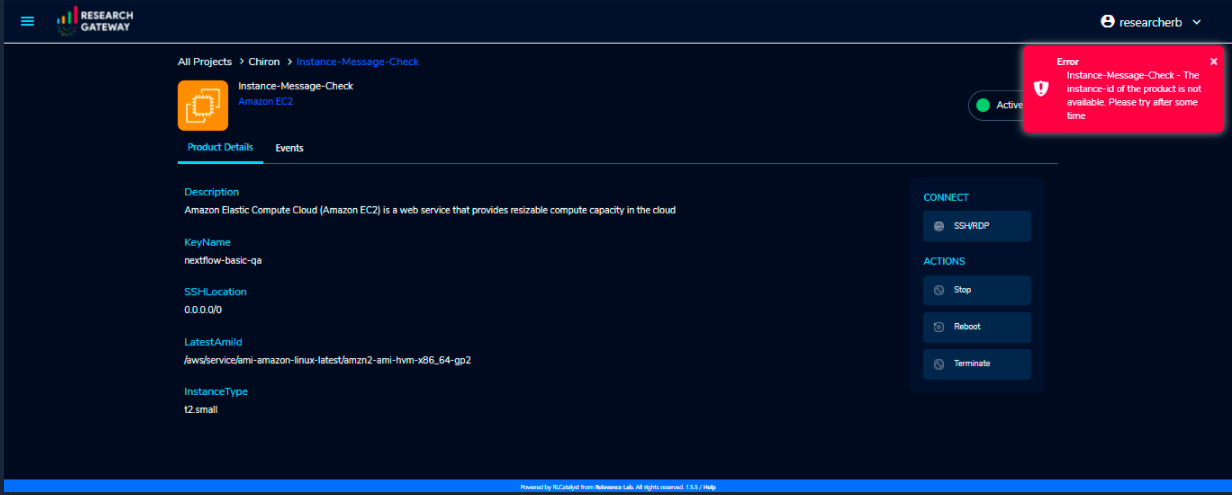 RESEARCH
GATEWAY
researcherb
All Projects > Chiron > Instance-Message-Check
Instance-Message-Check
Amazon EC2
Active
Error
Instance-Message-Check - The
instance-id of the product is not
available. Please try after some
time
Product Details
Events
Description
Amazon Elastic Compute Cloud (Amazon EC2) is a web service that provides resizable compute capacity in the cloud
KeyName
nextflow-basic-qa
SSHLocation
0.0.0.0/0
LatestAmiId
/aws/service/ami-amazon-linux-latest/amzn2-ami-hvm-x86_64-gp2
InstanceType
t2.small
CONNECT
SSH/RDP
ACTIONS
Stop
Reboot
Terminate
Powered by RLCatalyst from Relevance Lab. All rights reserved. 1.5.5 / Help